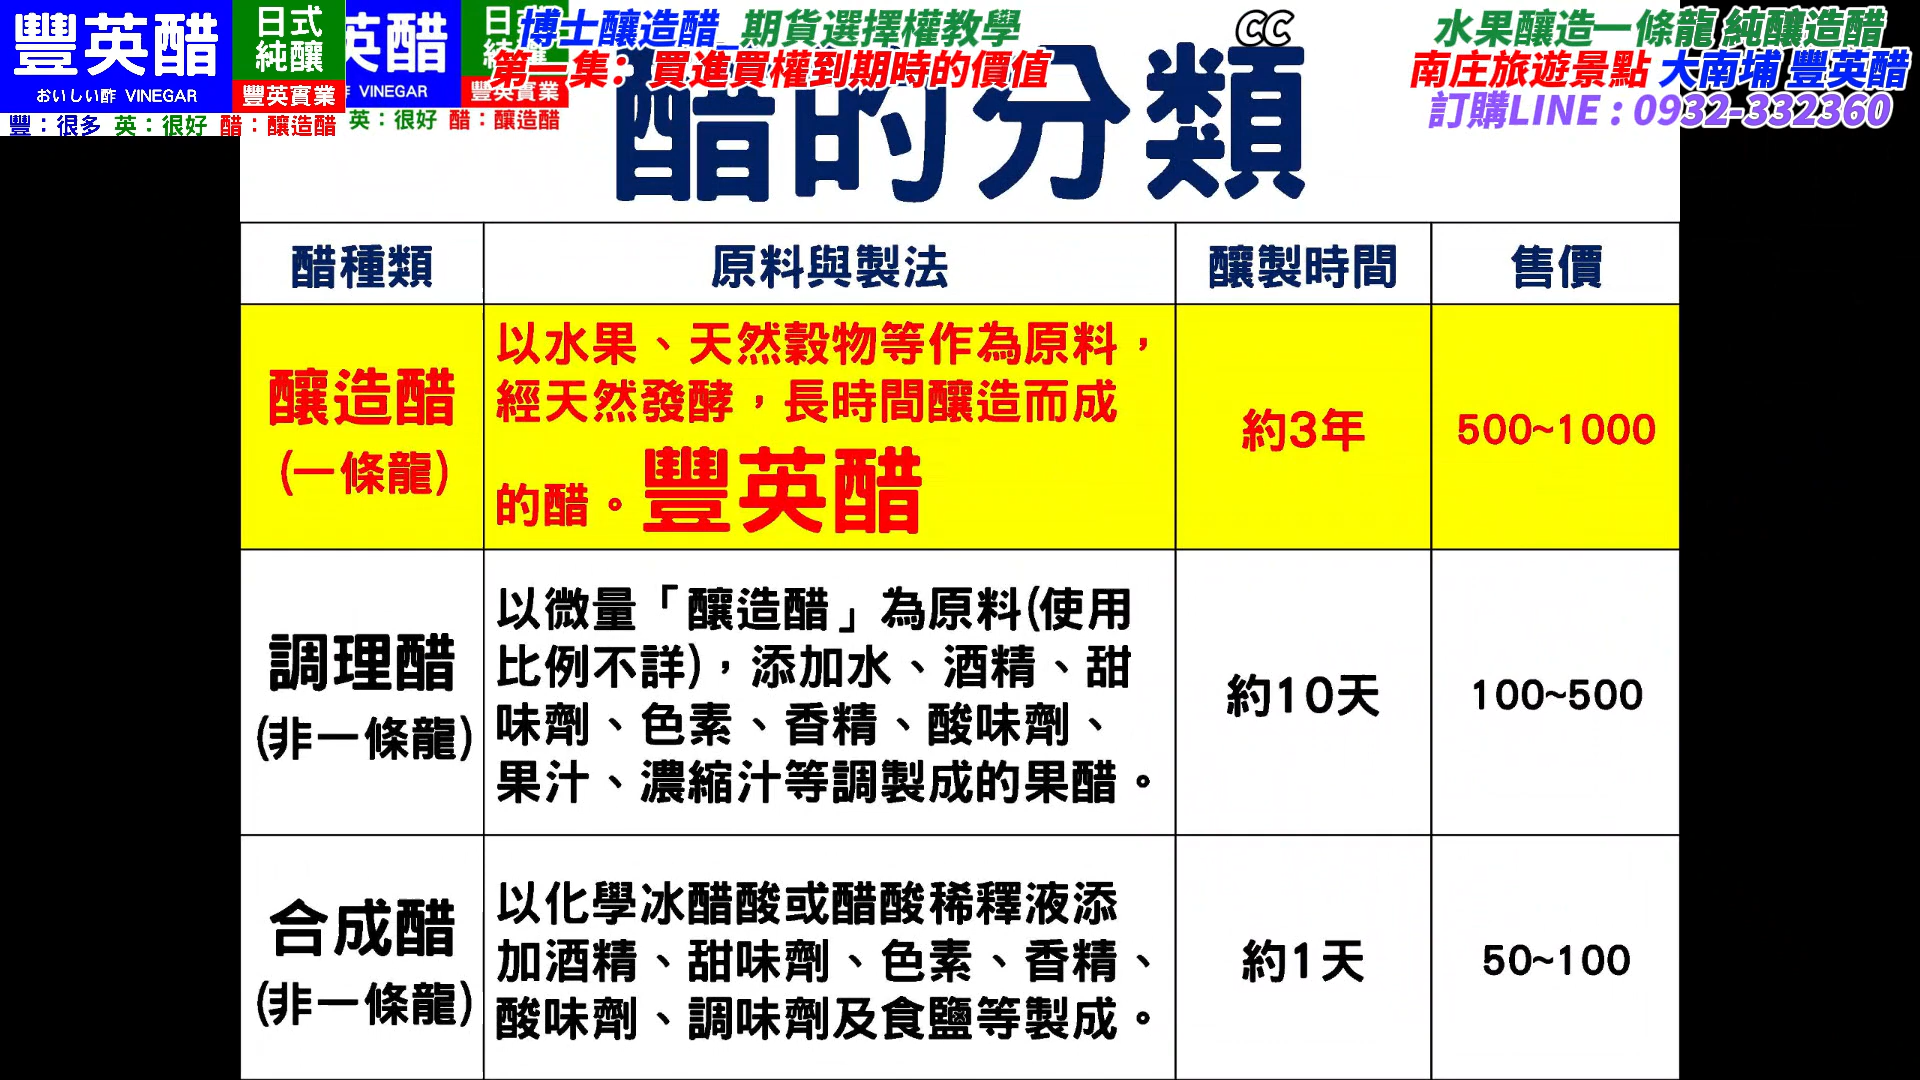 豐英醋
おいしい酢 VINEGAR
日式
純釀
豐英實業
豐：很多 英：很好 醋：釀造醋
英醋
VINEGAR
豐英實業
英：很好 醋：釀造醋
博士釀造醋_期貨選擇權教學
第一集：買進買權到期時的價值
CC
水果釀造一條龍 純釀造醋
南庄旅遊景點 大南埔 豐英醋
訂購LINE : 0932-332360
醋的分類
醋種類
原料與製法
釀製時間
售價
釀造醋
(一條龍)
以水果、天然穀物等作為原料，
經天然發酵，長時間釀造而成
的醋。豐英醋
約3年
500~1000
調理醋
(非一條龍)
以微量「釀造醋」為原料(使用
比例不詳)，添加水、酒精、甜
味劑、色素、香精、酸味劑、
果汁、濃縮汁等調製成的果醋。
約10天
100~500
合成醋
(非一條龍)
以化學冰醋酸或醋酸稀釋液添
加酒精、甜味劑、色素、香精、
酸味劑、調味劑及食鹽等製成。
約1天
50~100